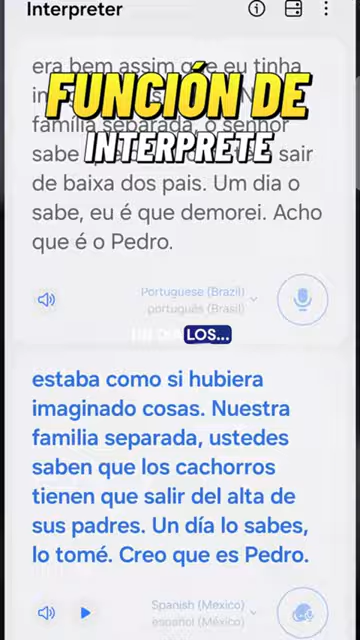 Interpreter
era bem assim que eu tinha
FUNCIÓN DE
família separada, o senhor
INTERPRETE
sabe sair
de baixa dos pais. Um dia o
sabe, eu é que demorei. Acho
que é o Pedro.
Portuguese (Brazil)
português (Brasil)
UN DIA LOS...
estaba como si hubiera
imaginado cosas. Nuestra
familia separada, ustedes
saben que los cachorros
tienen que salir del alta de
sus padres. Un día lo sabes,
lo tomé. Creo que es Pedro.
Spanish (Mexico)
español (México)